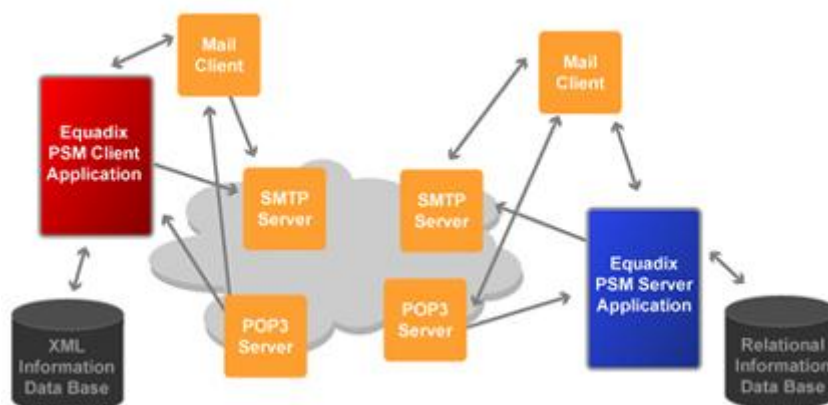 Mail
Client
Mail
Client
Equadix
PSM Client
Application
SMTP
Server
SMTP
Server
Equadix
PSM Server
Application
POP3
Server
POP3
Server
XML
Information
Data Base
Relational
Information
Data Base